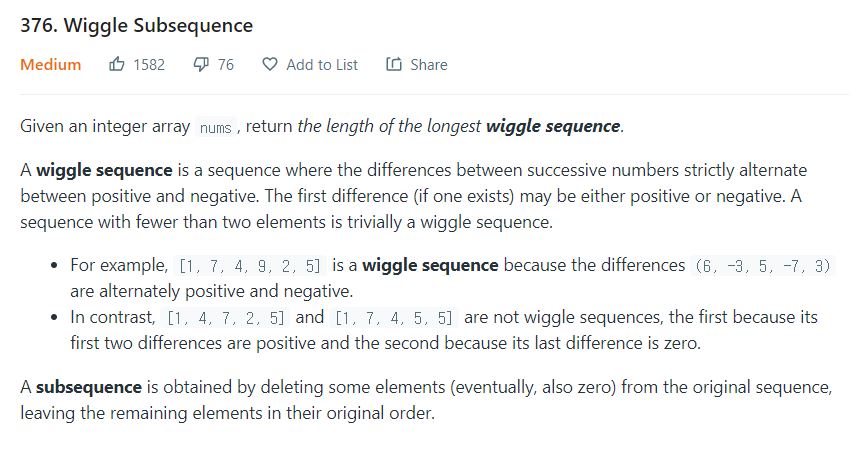 376. Wiggle Subsequence
Medium 1582 76 Add to List Share
Given an integer array nums , return the length of the longest wiggle sequence.
A wiggle sequence is a sequence where the differences between successive numbers strictly alternate
between positive and negative. The first difference (if one exists) may be either positive or negative. A
sequence with fewer than two elements is trivially a wiggle sequence.
• For example, [1, 7, 4, 9, 2, 5] is a wiggle sequence because the differences (6, -3, 5, -7, 3)
are alternately positive and negative.
• In contrast, [1, 4, 7, 2, 5] and [1, 7, 4, 5, 5] are not wiggle sequences, the first because its
first two differences are positive and the second because its last difference is zero.
A subsequence is obtained by deleting some elements (eventually, also zero) from the original sequence,
leaving the remaining elements in their original order.